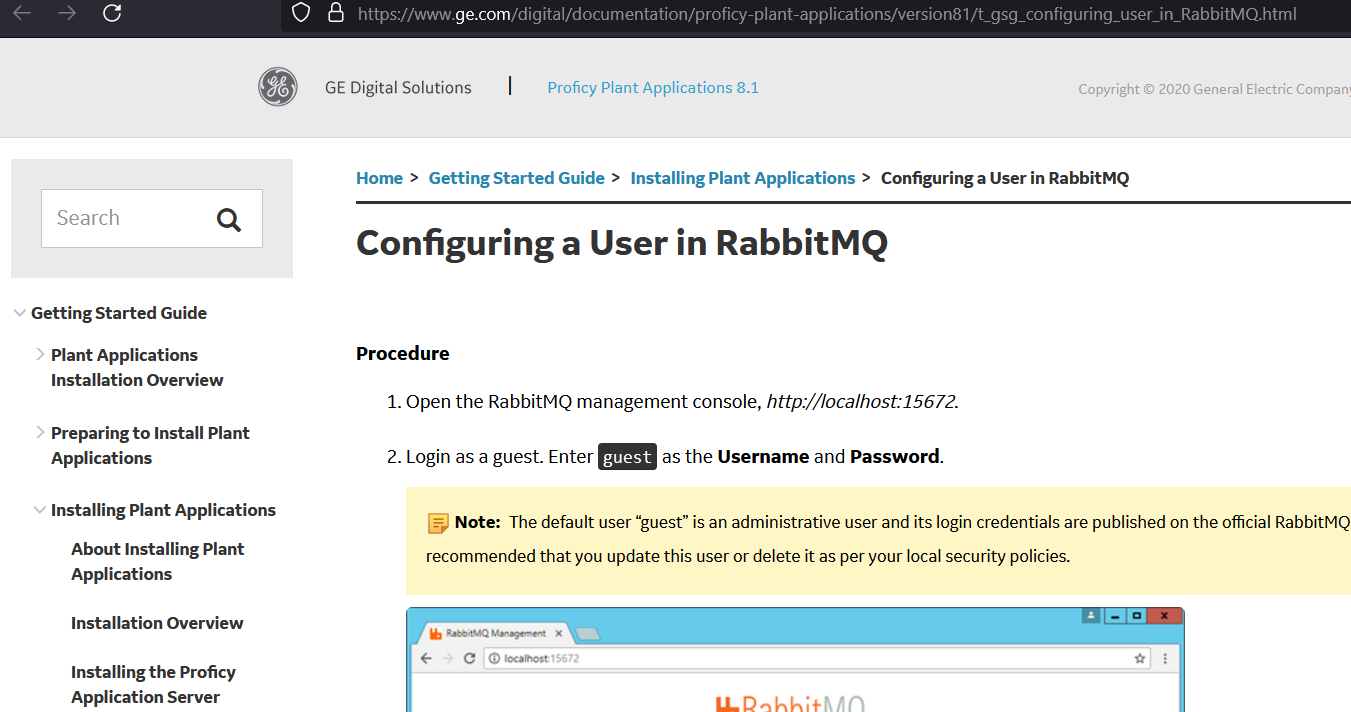 https://www.ge.com/digital/documentation/proficy-plant-applications/version81/t_gsg_configuring_user_in_RabbitMQ.html
GE Digital Solutions
Proficy Plant Applications 8.1
Copyright © 2020 General Electric Company
Search
Getting Started Guide
Plant Applications
Installation Overview
Preparing to Install Plant
Applications
Installing Plant Applications
About Installing Plant
Applications
Installation Overview
Installing the Proficy
Application Server
Home > Getting Started Guide > Installing Plant Applications > Configuring a User in RabbitMQ
Configuring a User in RabbitMQ
Procedure
1. Open the RabbitMQ management console, http://localhost:15672.
2. Login as a guest. Enter guest as the Username and Password.
Note: The default user “guest” is an administrative user and its login credentials are published on the official RabbitMQ
recommended that you update this user or delete it as per your local security policies.
RabbitMQ Management
localhost:15672
RabbitMQ